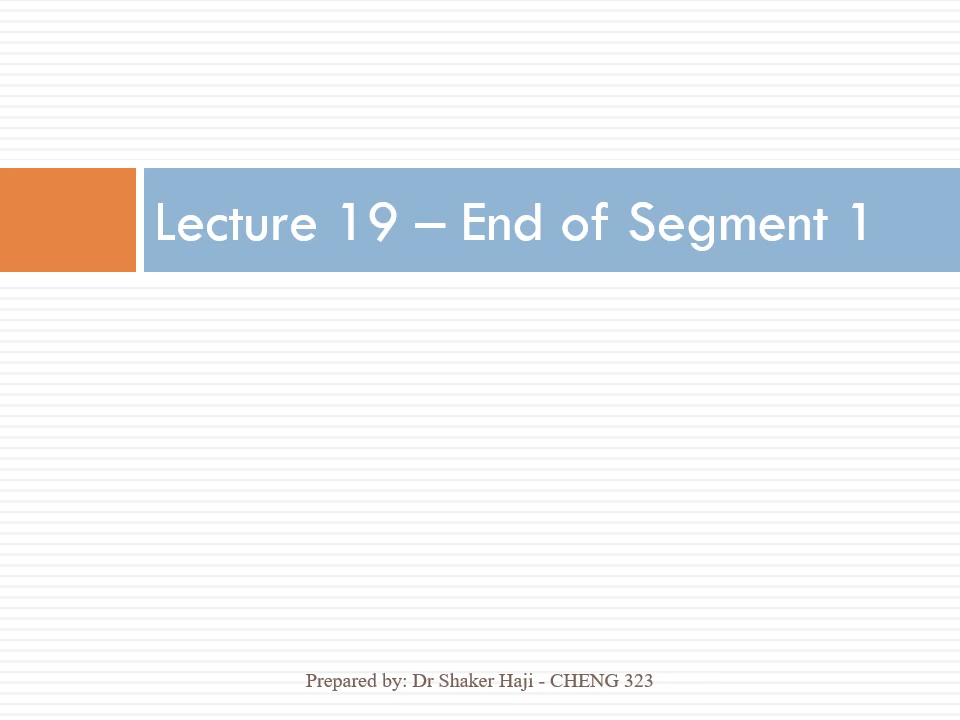 Lecture 19 – End of Segment 1
Prepared by: Dr Shaker Haji - CHENG 323